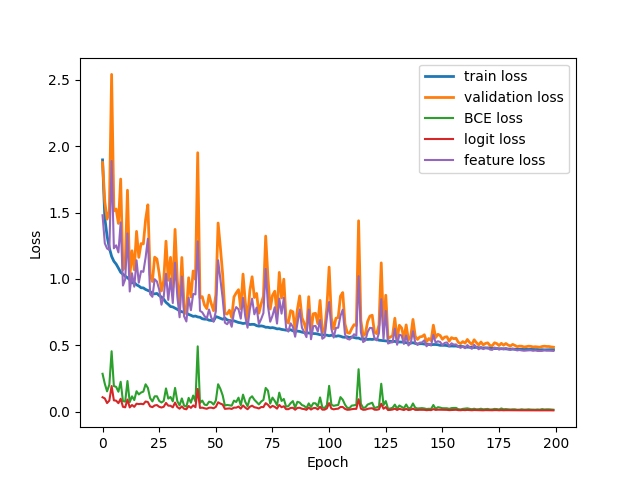 train loss
validation loss
BCE loss
logit loss
feature loss
2.5
2.0
1.5
1.0
0.5
0.0
Loss
0 25 50 75 100 125 150 175 200
Epoch